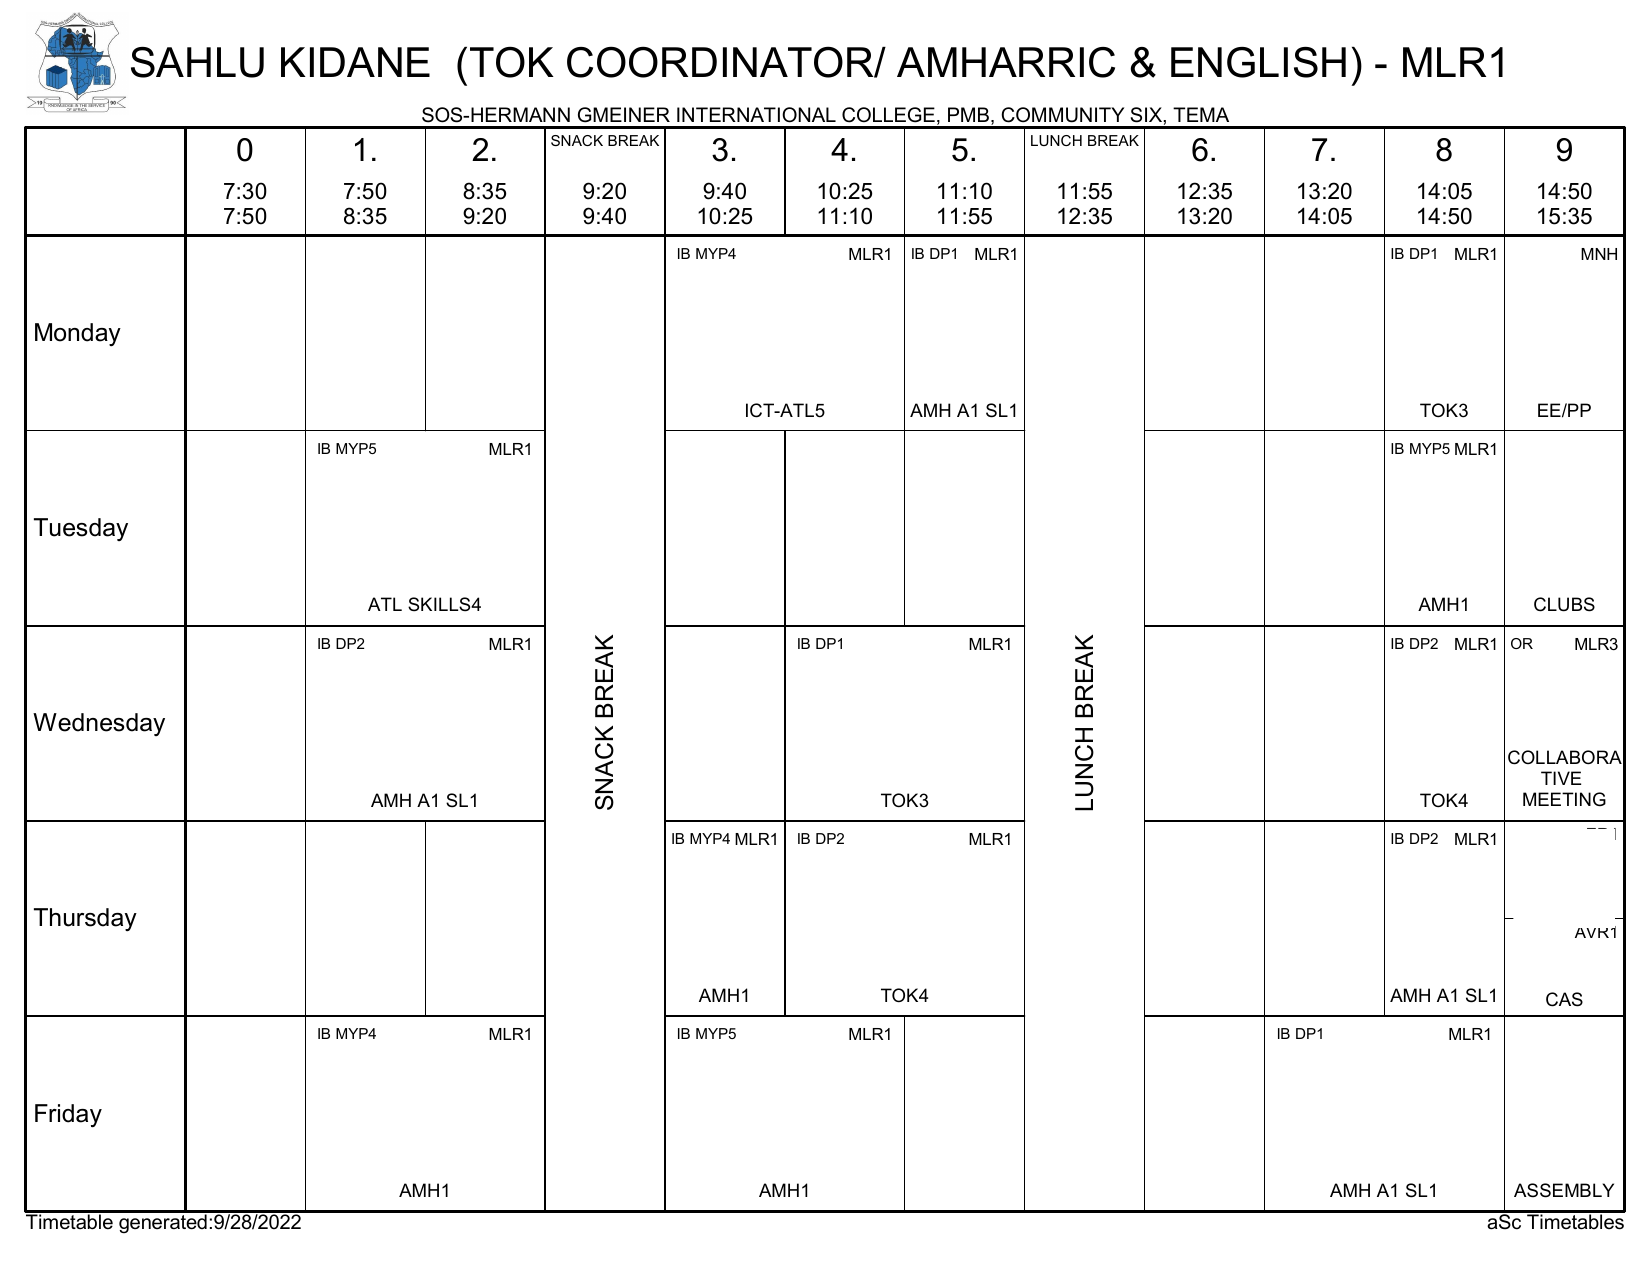 SAHLU KIDANE (TOK COORDINATOR/ AMHARRIC & ENGLISH) - MLR1
SOS-HERMANN GMEINER INTERNATIONAL COLLEGE, PMB, COMMUNITY SIX, TEMA
0 1. 2. SNACK BREAK 3. 4. 5. LUNCH BREAK 6. 7. 8 9
7:30 7:50 8:35 9:20 9:40 10:25 11:10 11:55 12:35 13:20 14:05 14:50
7:50 8:35 9:20 9:40 10:25 11:10 11:55 12:35 13:20 14:05 14:50 15:35
IB MYP4 MLR1 IB DP1 MLR1 IB DP1 MLR1 MNH
Monday
ICT-ATL5 AMH A1 SL1 TOK3 EE/PP
IB MYP5 MLR1 IB MYP5 MLR1
Tuesday
ATL SKILLS4 AMH1 CLUBS
SNACK BREAK
LUNCH BREAK
IB DP2 MLR1 IB DP1 MLR1 IB DP2 MLR1 OR MLR3
Wednesday
COLLABORA
TIVE
AMH A1 SL1 TOK3 TOK4 MEETING
IB MYP4 MLR1 IB DP2 MLR1 IB DP2 MLR1
Thursday
AVR1
AMH1 TOK4 AMH A1 SL1 CAS
IB MYP4 MLR1 IB MYP5 MLR1 IB DP1 MLR1
Friday
AMH1 AMH1 AMH A1 SL1 ASSEMBLY
Timetable generated:9/28/2022 aSc Timetables